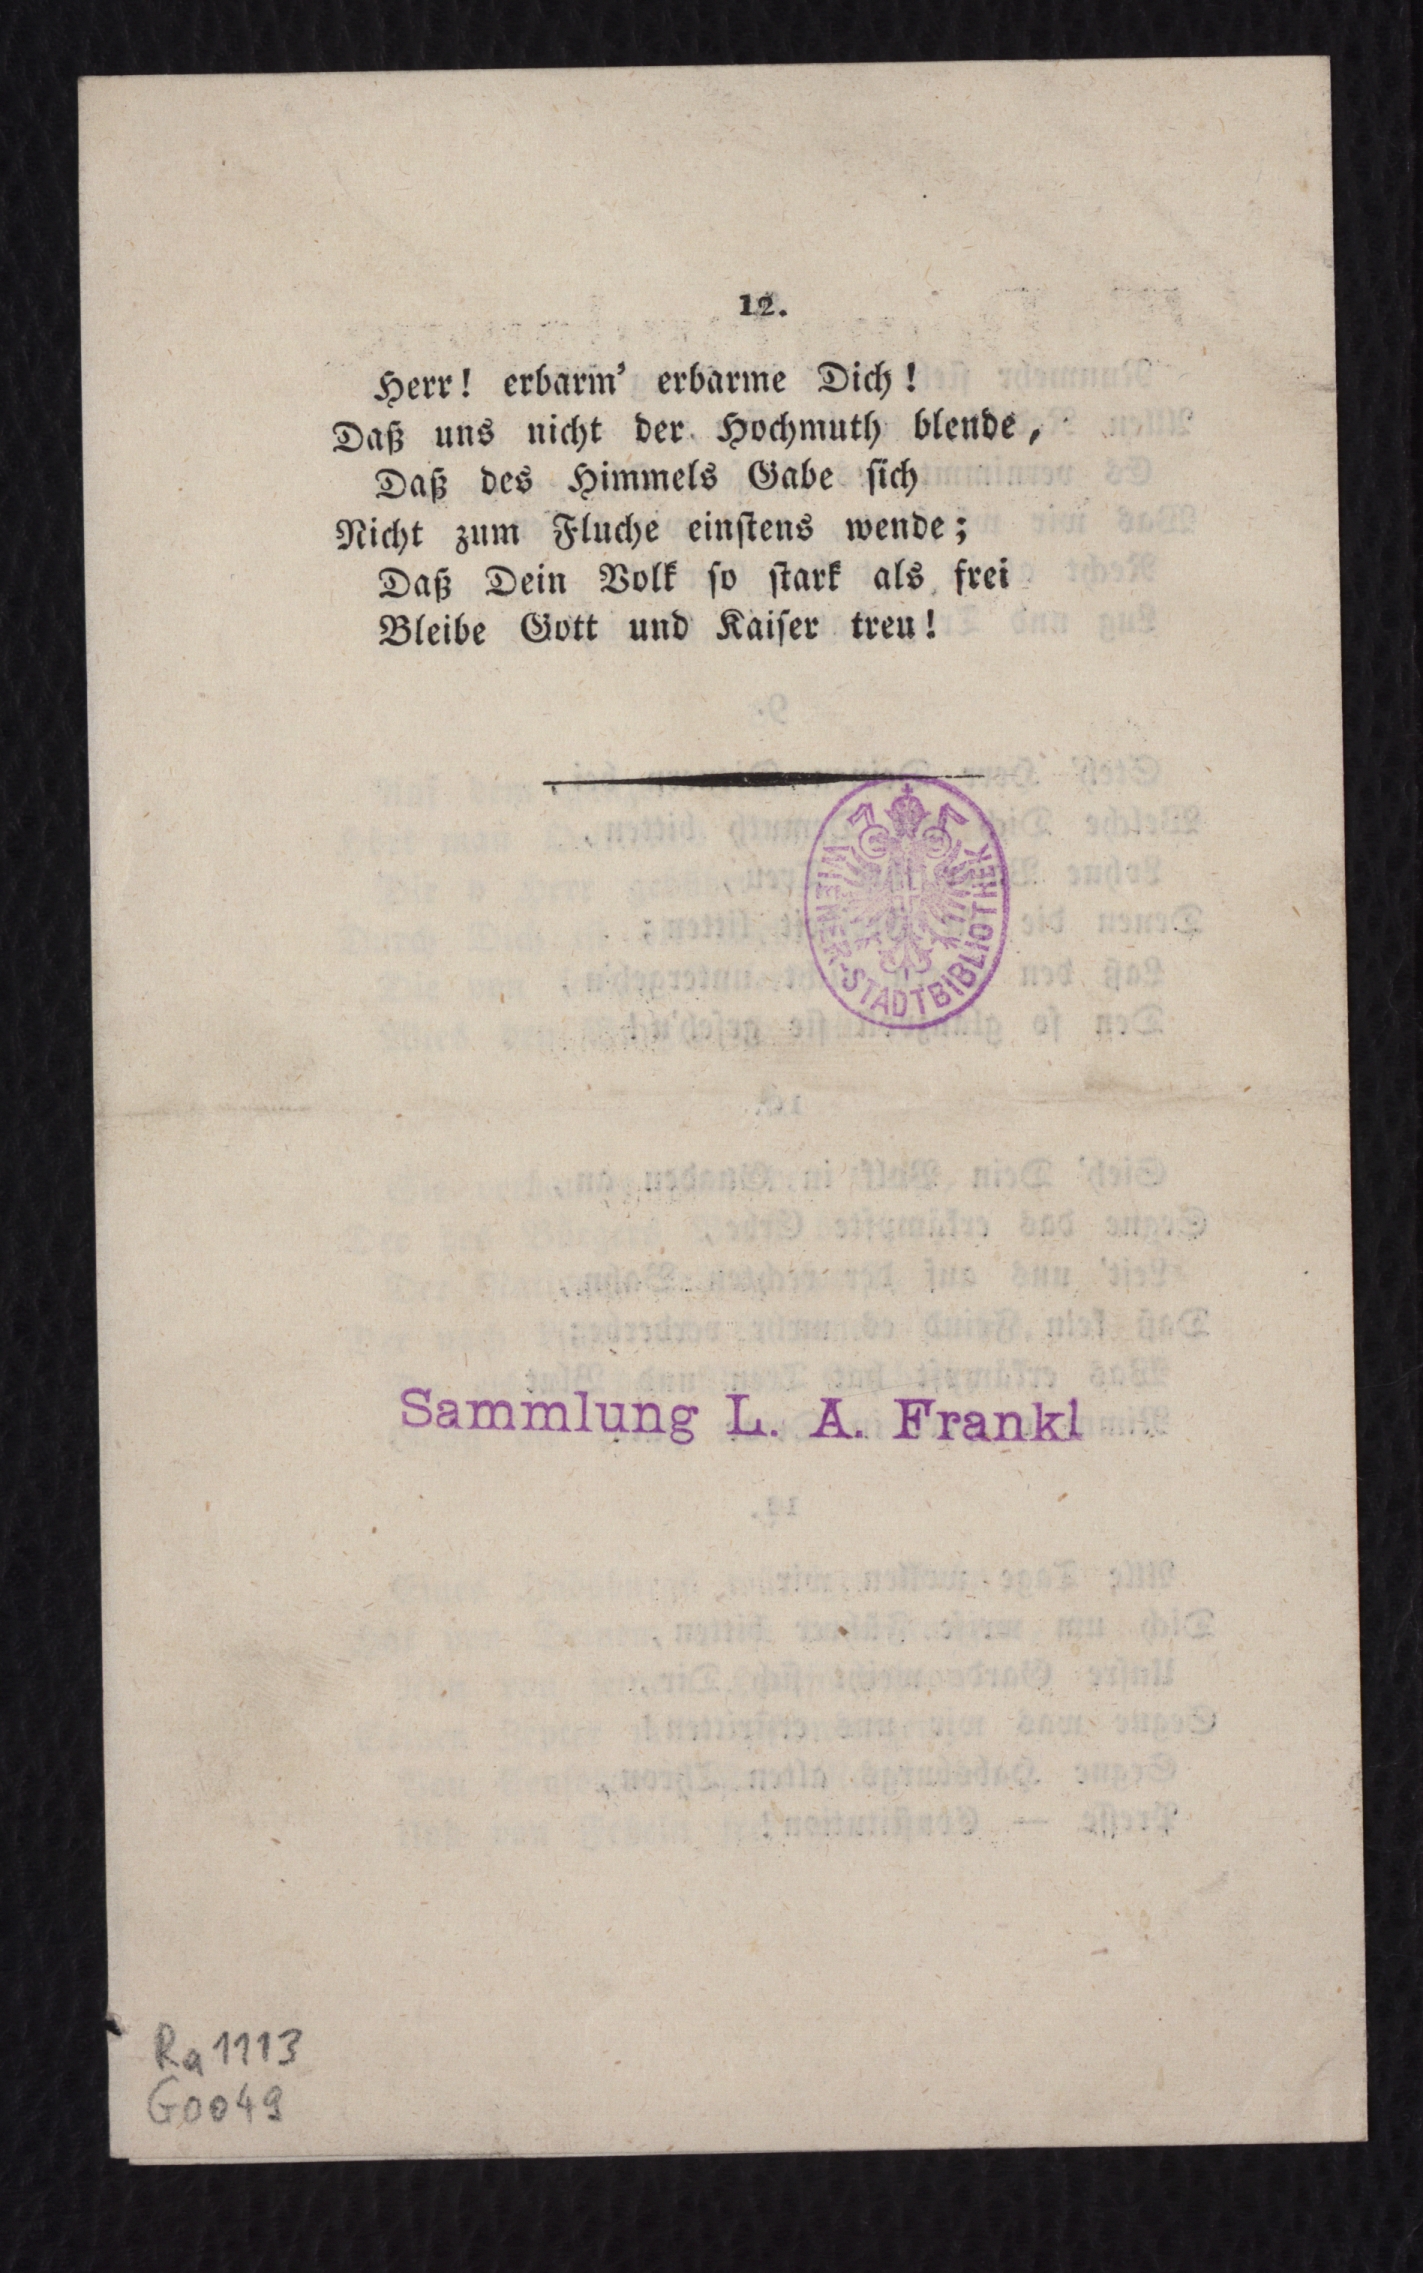 12.
Herr! erbarm' erbarme Dich!
Daß uns nicht der Hochmuth blende,
Daß des Himmels Gabe sich
Nicht zum Fluche einstens wende;
Daß Dein Volk so stark als frei
Bleibe Gott und Kaiser treu!
WIENER-STADTBIBLIOTHEK
Sammlung L. A. Frankl
Ra 1113
G0049